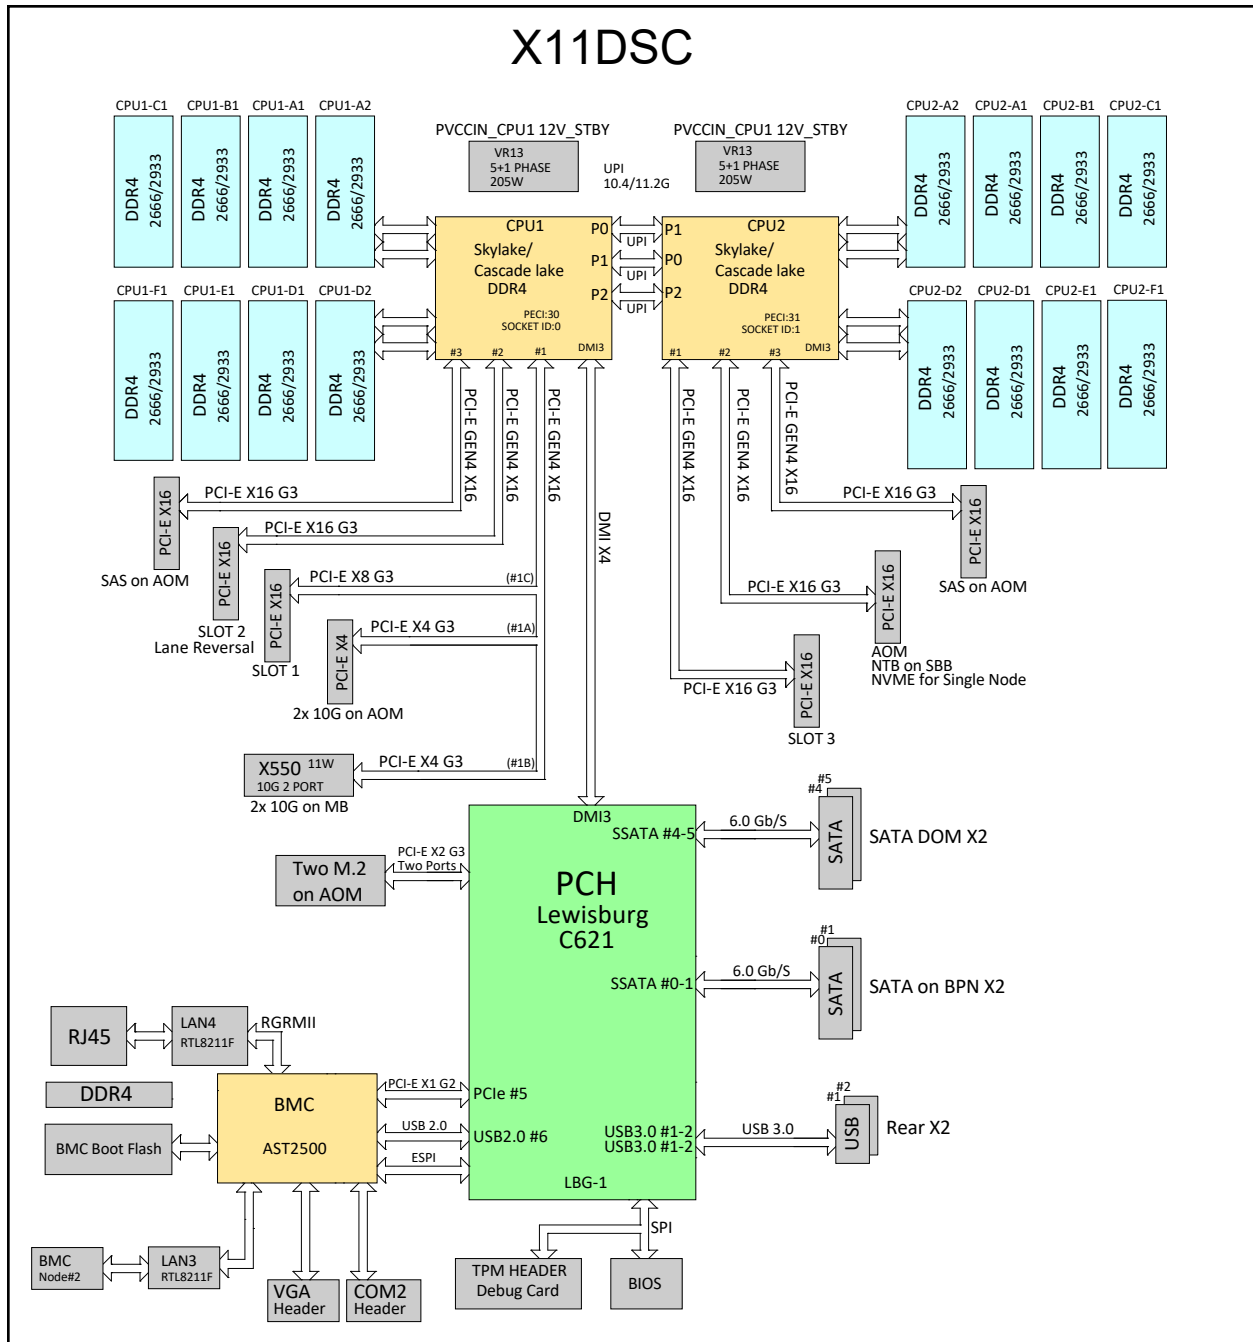 X11DSC
CPU1-C1
CPU1-B1
CPU1-A1
CPU1-A2
DDR4
2666/2933
DDR4
2666/2933
DDR4
2666/2933
DDR4
2666/2933
PVCCIN_CPU1 12V_STBY
VR13
5+1 PHASE
205W
UPI
10.4/11.2G
PVCCIN_CPU1 12V_STBY
VR13
5+1 PHASE
205W
CPU2-A2
CPU2-A1
CPU2-B1
CPU2-C1
DDR4
2666/2933
DDR4
2666/2933
DDR4
2666/2933
DDR4
2666/2933
CPU1
P0
Skylake/
Cascade lake
DDR4
P1
P2
PECI:30
SOCKET ID:0
#3
#2
#1
DMI3
UPI
UPI
UPI
CPU2
P1
Skylake/
Cascade lake
DDR4
P0
P2
PECI:31
SOCKET ID:1
#1
#2
#3
DMI3
CPU1-F1
CPU1-E1
CPU1-D1
CPU1-D2
DDR4
2666/2933
DDR4
2666/2933
DDR4
2666/2933
DDR4
2666/2933
CPU2-D2
CPU2-D1
CPU2-E1
CPU2-F1
DDR4
2666/2933
DDR4
2666/2933
DDR4
2666/2933
DDR4
2666/2933
PCI-E GEN4 X16
PCI-E GEN4 X16
PCI-E GEN4 X16
DMI X4
PCI-E GEN4 X16
PCI-E GEN4 X16
PCI-E GEN4 X16
PCI-E X16
PCI-E X16 G3
SAS on AOM
PCI-E X16
PCI-E X16 G3
SLOT 2
Lane Reversal
PCI-E X16
PCI-E X8 G3
(#1C)
SLOT 1
PCI-E X4
PCI-E X4 G3
(#1A)
2x 10G on AOM
X550 11W
10G 2 PORT
PCI-E X4 G3
(#1B)
2x 10G on MB
PCI-E X16 G3
PCI-E X16
SAS on AOM
PCI-E X16 G3
PCI-E X16
AOM
NTB on SBB
NVME for Single Node
PCI-E X16 G3
PCI-E X16
SLOT 3
DMI3
SSATA #4-5
PCH
Lewisburg
C621
SSATA #0-1
PCIe #5
USB2.0 #6
USB3.0 #1-2
USB3.0 #1-2
LBG-1
6.0 Gb/S
#5
#4
SATA
SATA DOM X2
Two M.2
on AOM
PCI-E X2 G3
Two Ports
6.0 Gb/S
#1
#0
SATA
SATA on BPN X2
RJ45
LAN4
RTL8211F
RGRMII
DDR4
BMC
AST2500
PCI-E X1 G2
USB 2.0
ESPI
BMC Boot Flash
USB 3.0
#2
#1
USB
Rear X2
BMC
Node#2
LAN3
RTL8211F
VGA
Header
COM2
Header
SPI
TPM HEADER
Debug Card
BIOS